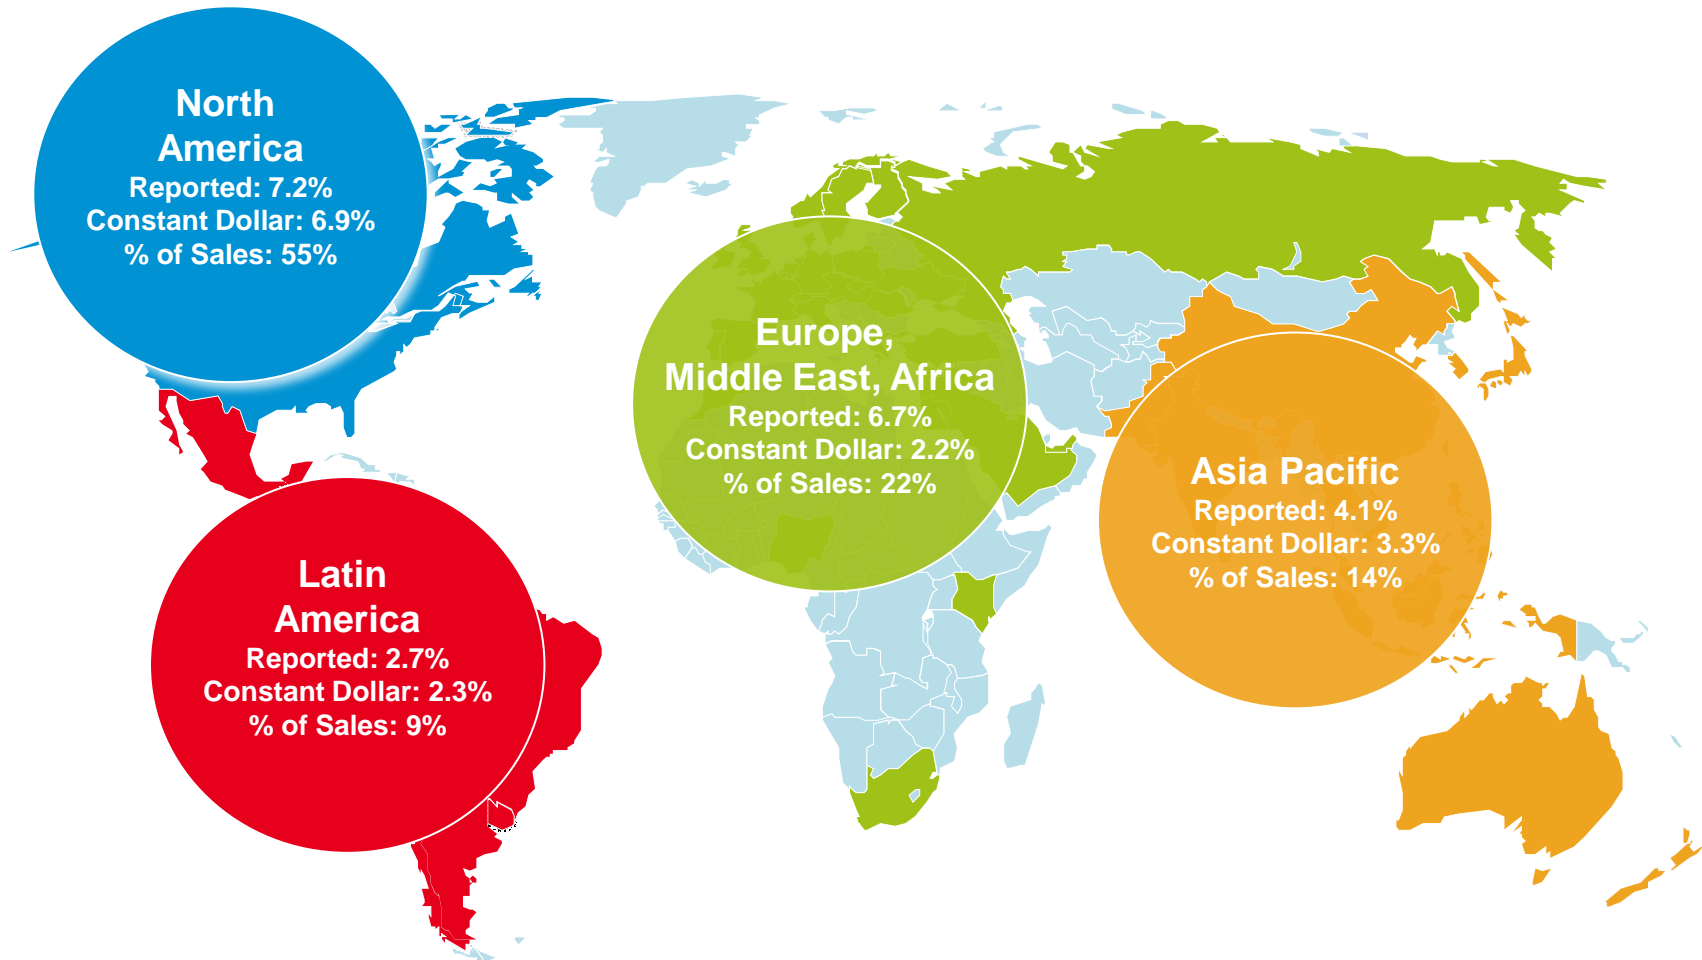 North
America
Reported: 7.2%
Constant Dollar: 6.9%
% of Sales: 55%
Europe,
Middle East, Africa
Reported: 6.7%
Constant Dollar: 2.2%
% of Sales: 22%
Asia Pacific
Reported: 4.1%
Constant Dollar: 3.3%
% of Sales: 14%
Latin
America
Reported: 2.7%
Constant Dollar: 2.3%
% of Sales: 9%